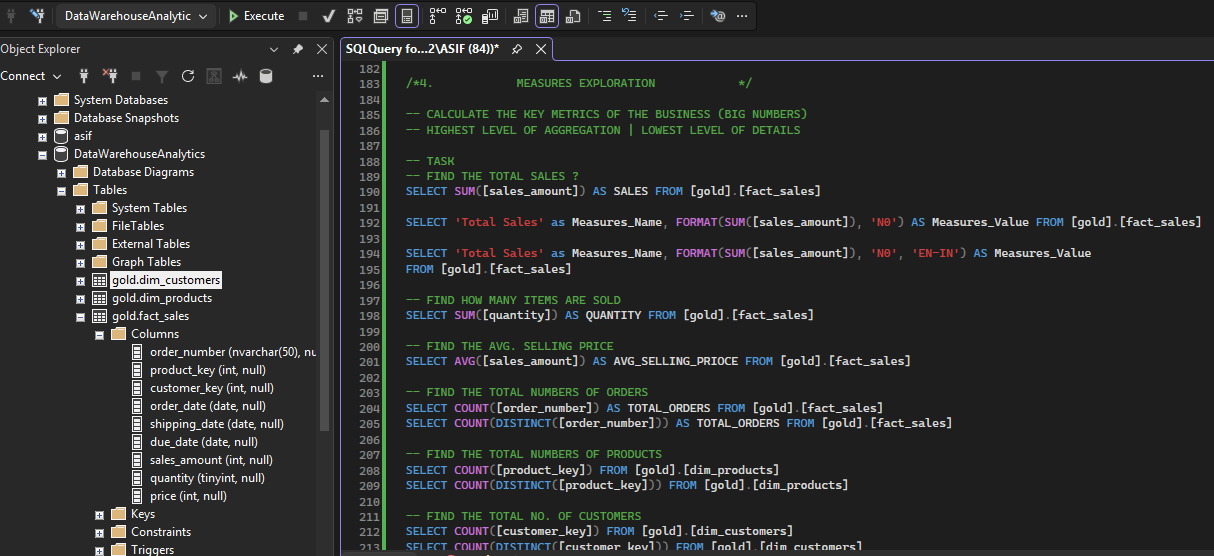 DataWarehouseAnalytic
Execute
Object Explorer
Connect
System Databases
Database Snapshots
asif
DataWarehouseAnalytics
Database Diagrams
Tables
System Tables
FileTables
External Tables
Graph Tables
gold.dim_customers
gold.dim_products
gold.fact_sales
Columns
order_number (nvarchar(50), nu
product_key (int, null)
customer_key (int, null)
order_date (date, null)
shipping_date (date, null)
due_date (date, null)
sales_amount (int, null)
quantity (tinyint, null)
price (int, null)
Keys
Constraints
Triggers
SQLQuery fo...2\ASIF (84))*
182
183 /*4. MEASURES EXPLORATION */
184
185 -- CALCULATE THE KEY METRICS OF THE BUSINESS (BIG NUMBERS)
186 -- HIGHEST LEVEL OF AGGREGATION | LOWEST LEVEL OF DETAILS
187
188 -- TASK
189 -- FIND THE TOTAL SALES ?
190 SELECT SUM([sales_amount]) AS SALES FROM [gold].[fact_sales]
191
192 SELECT 'Total Sales' as Measures_Name, FORMAT(SUM([sales_amount]), 'N0') AS Measures_Value FROM [gold].[fact_sales]
193
194 SELECT 'Total Sales' as Measures_Name, FORMAT(SUM([sales_amount]), 'N0', 'EN-IN') AS Measures_Value
195 FROM [gold].[fact_sales]
196
197 -- FIND HOW MANY ITEMS ARE SOLD
198 SELECT SUM([quantity]) AS QUANTITY FROM [gold].[fact_sales]
199
200 -- FIND THE AVG. SELLING PRICE
201 SELECT AVG([sales_amount]) AS AVG_SELLING_PRIOCE FROM [gold].[fact_sales]
202
203 -- FIND THE TOTAL NUMBERS OF ORDERS
204 SELECT COUNT([order_number]) AS TOTAL_ORDERS FROM [gold].[fact_sales]
205 SELECT COUNT(DISTINCT([order_number])) AS TOTAL_ORDERS FROM [gold].[fact_sales]
206
207 -- FIND THE TOTAL NUMBERS OF PRODUCTS
208 SELECT COUNT([product_key]) FROM [gold].[dim_products]
209 SELECT COUNT(DISTINCT([product_key])) FROM [gold].[dim_products]
210
211 -- FIND THE TOTAL NO. OF CUSTOMERS
212 SELECT COUNT([customer_key]) FROM [gold].[dim_customers]
213 SELECT COUNT(DISTINCT([customer_key])) FROM [gold].[dim_customers]